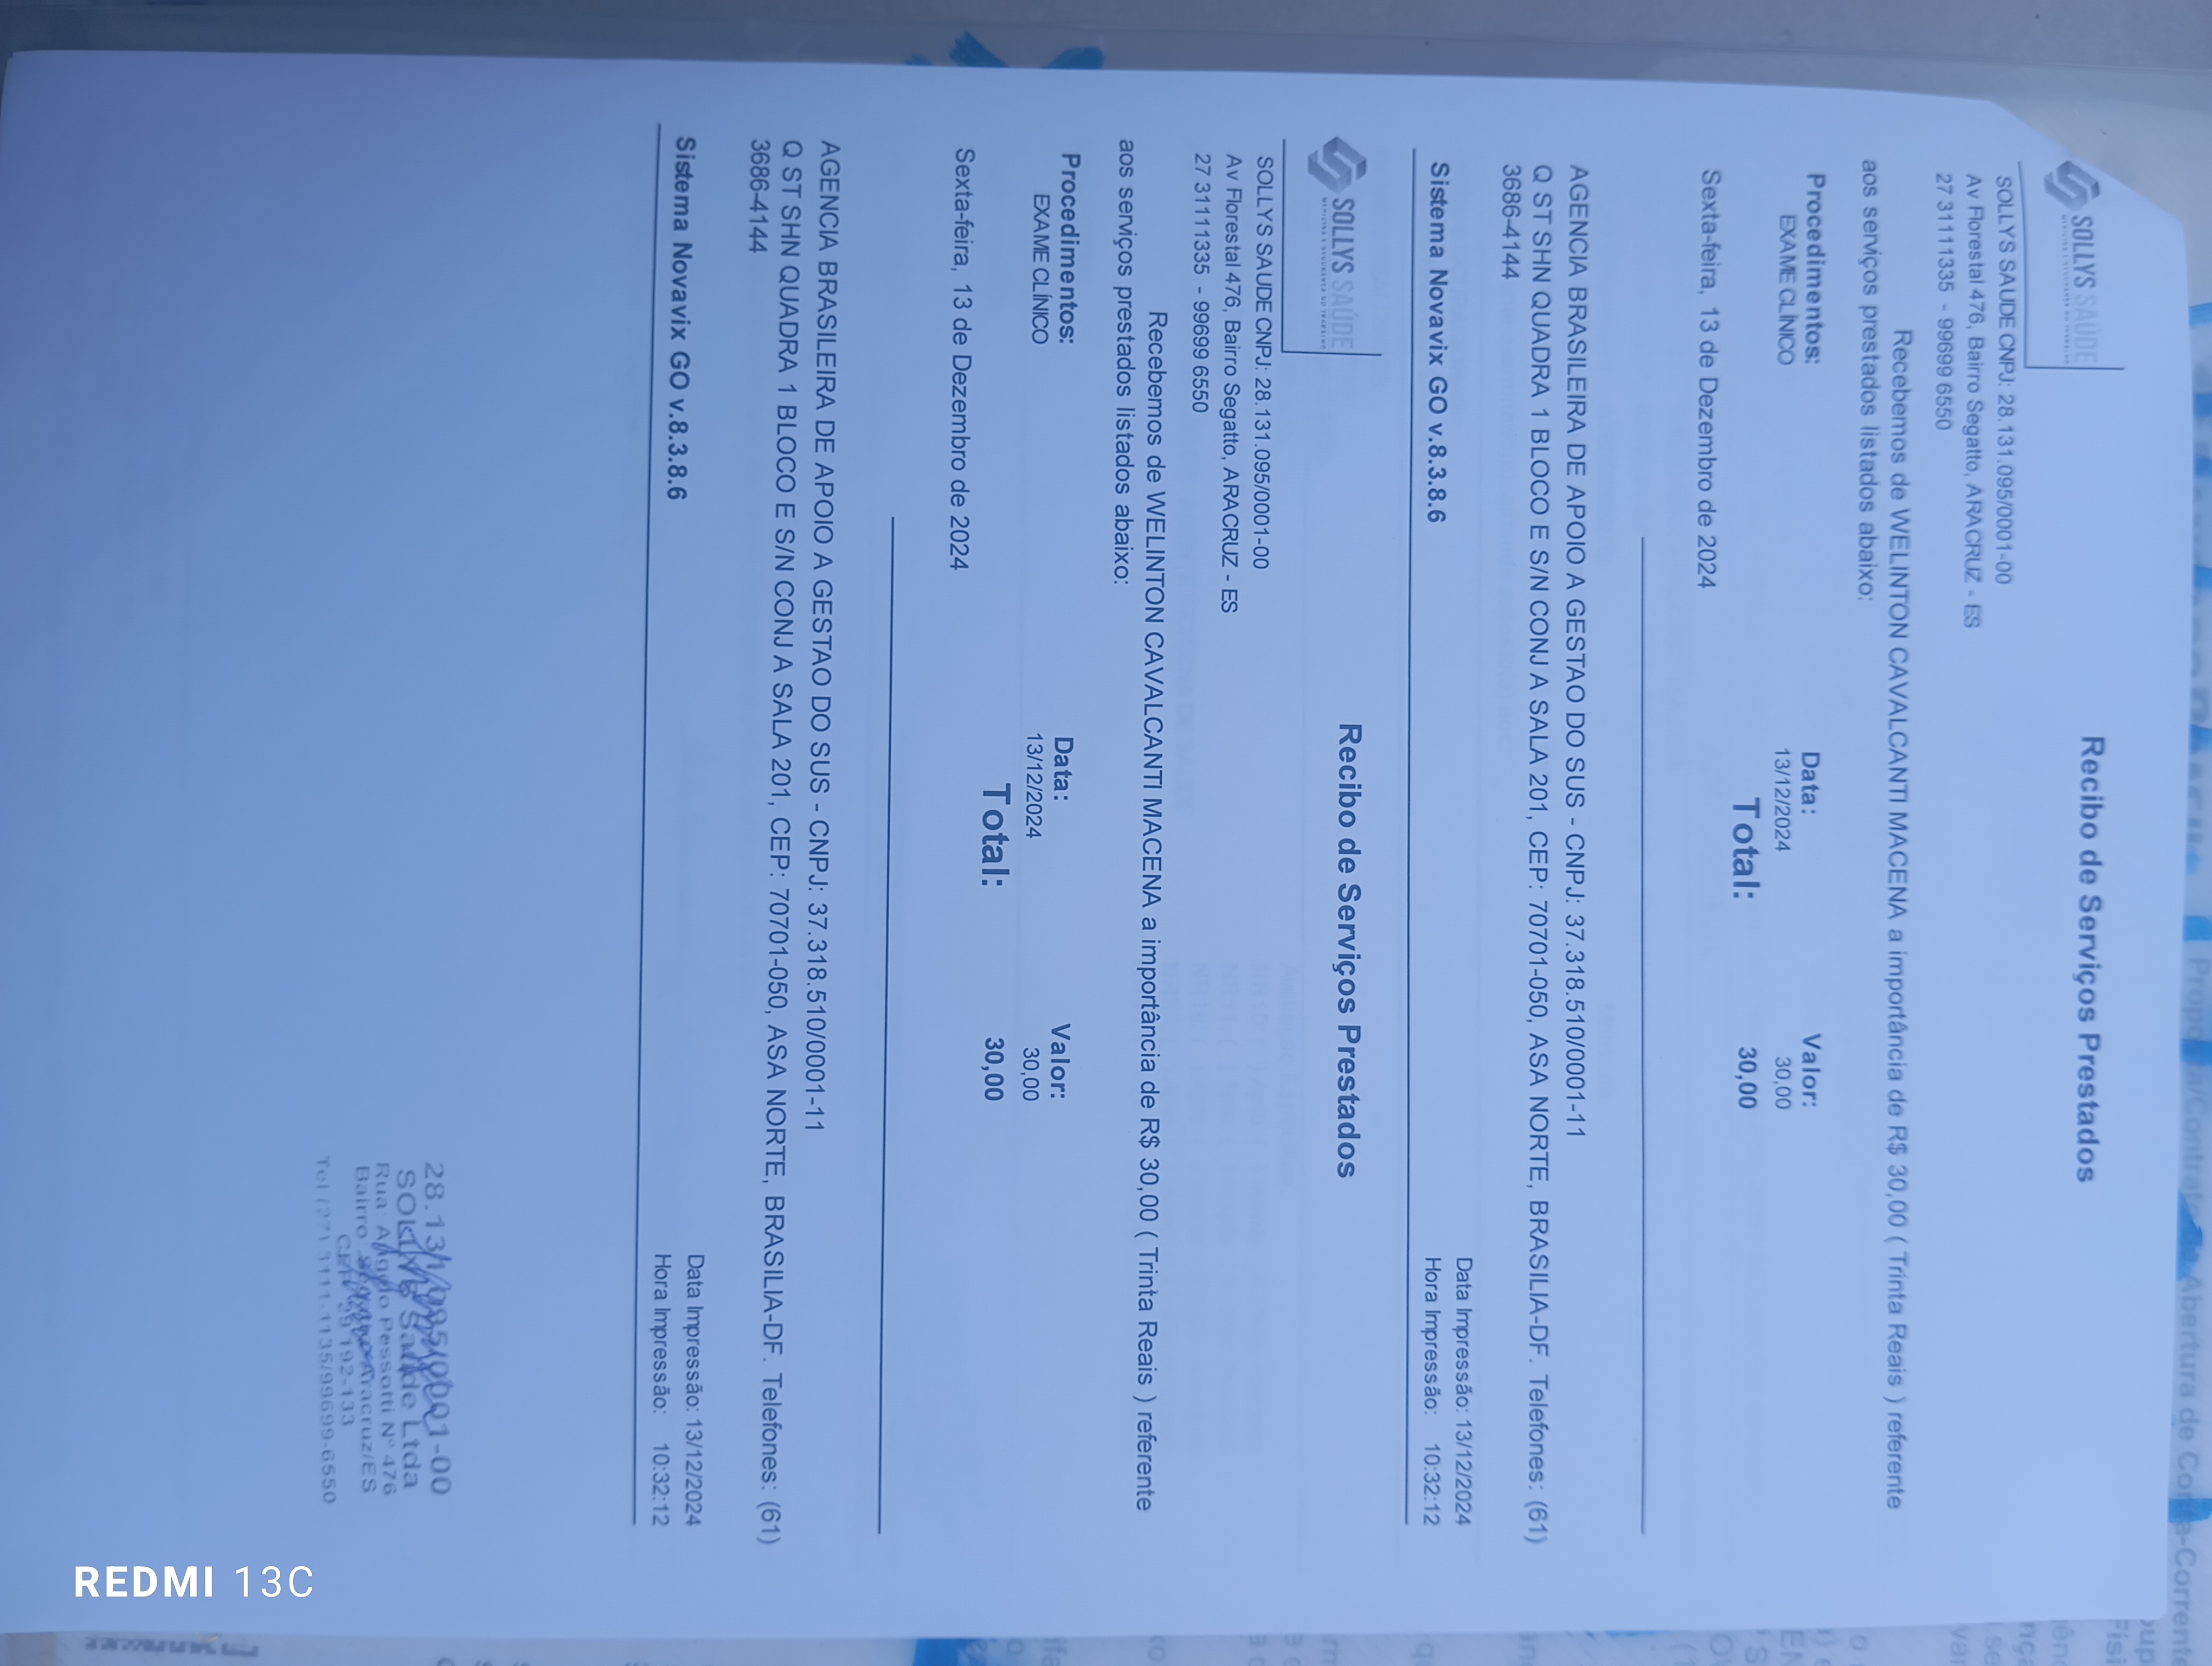 SOLLYS SAÚDE
Recibo de Serviços Prestados
SOLLYS SAUDE CNPJ: 28.131.095/0001-00
Av Florestal 476, Bairro Segatto, ARACRUZ - ES
27 31111335 - 99699 6550
Recebemos de WELINTON CAVALCANTI MACENA a importância de R$ 30,00 ( Trinta Reais ) referente
aos serviços prestados listados abaixo:
Procedimentos: Data: Valor:
EXAME CLÍNICO 13/12/2024 30,00
Total: 30,00
Sexta-feira, 13 de Dezembro de 2024
AGENCIA BRASILEIRA DE APOIO A GESTAO DO SUS - CNPJ: 37.318.510/0001-11
Q ST SHN QUADRA 1 BLOCO E S/N CONJ A SALA 201, CEP: 70701-050, ASA NORTE, BRASILIA-DF. Telefones: (61)
3686-4144
Data Impressão: 13/12/2024
Sistema Novavix GO v.8.3.8.6 Hora Impressão: 10:32:12
SOLLYS SAÚDE
Recibo de Serviços Prestados
SOLLYS SAUDE CNPJ: 28.131.095/0001-00
Av Florestal 476, Bairro Segatto, ARACRUZ - ES
27 31111335 - 99699 6550
Recebemos de WELINTON CAVALCANTI MACENA a importância de R$ 30,00 ( Trinta Reais ) referente
aos serviços prestados listados abaixo:
Procedimentos: Data: Valor:
EXAME CLÍNICO 13/12/2024 30,00
Total: 30,00
Sexta-feira, 13 de Dezembro de 2024
AGENCIA BRASILEIRA DE APOIO A GESTAO DO SUS - CNPJ: 37.318.510/0001-11
Q ST SHN QUADRA 1 BLOCO E S/N CONJ A SALA 201, CEP: 70701-050, ASA NORTE, BRASILIA-DF. Telefones: (61)
3686-4144
Data Impressão: 13/12/2024
Sistema Novavix GO v.8.3.8.6 Hora Impressão: 10:32:12
28.131.095/0001-00
Saúde Ltda
Rua Pessotti Nº 476
Bairro Aracruz/ES
Tel (27) 3111-1135/99699-6550
Abertura de Conta-Corrente
REDMI 13C